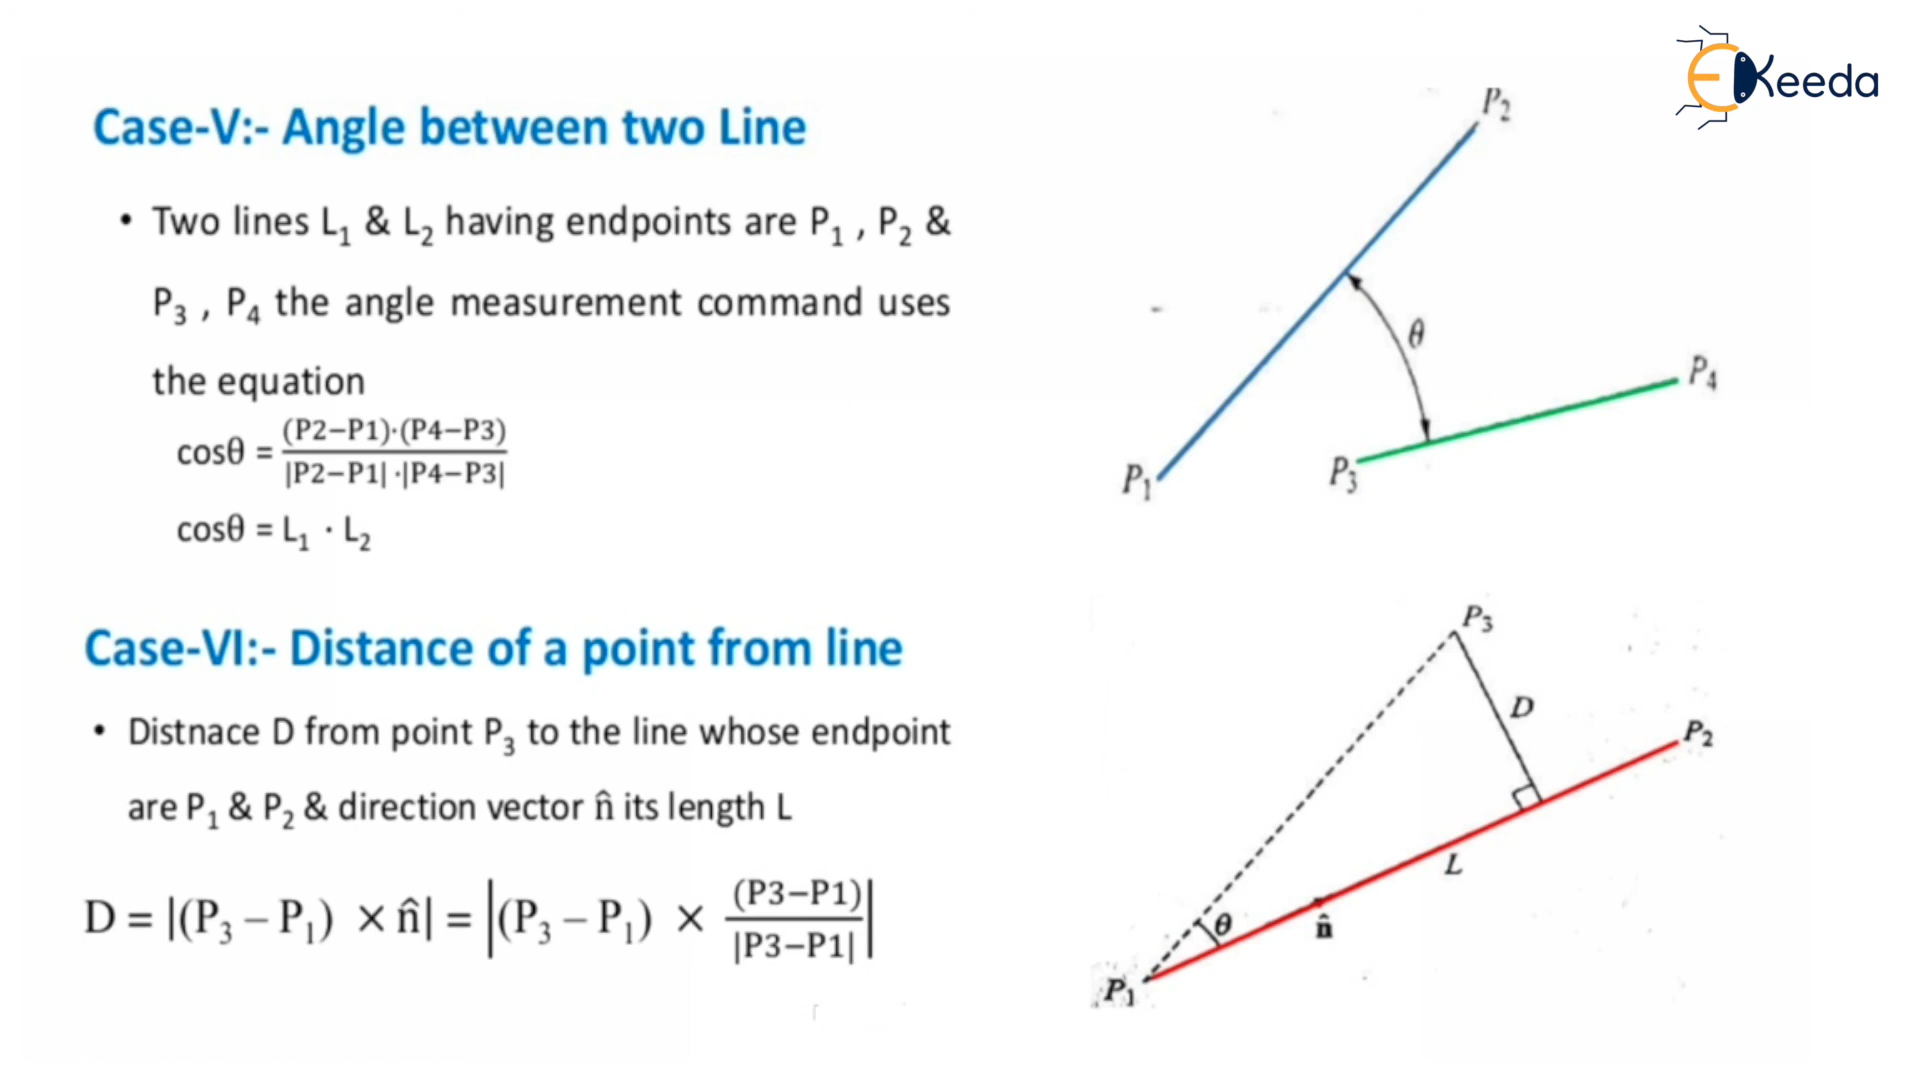 EKeeda
Case-V:- Angle between two Line
• Two lines L₁ & L₂ having endpoints are P₁ , P₂ &
P₃ , P₄ the angle measurement command uses
the equation
cosθ = (P2−P1)·(P4−P3) / |P2−P1| ·|P4−P3|
cosθ = L₁ · L₂
P₂
θ
P₄
P₁
P₃
Case-VI:- Distance of a point from line
• Distnace D from point P₃ to the line whose endpoint
are P₁ & P₂ & direction vector n̂ its length L
D = |(P₃ – P₁) × n̂| = |(P₃ – P₁) × (P3−P1) / |P3−P1||
P₃
D
P₂
L
θ
n̂
P₁